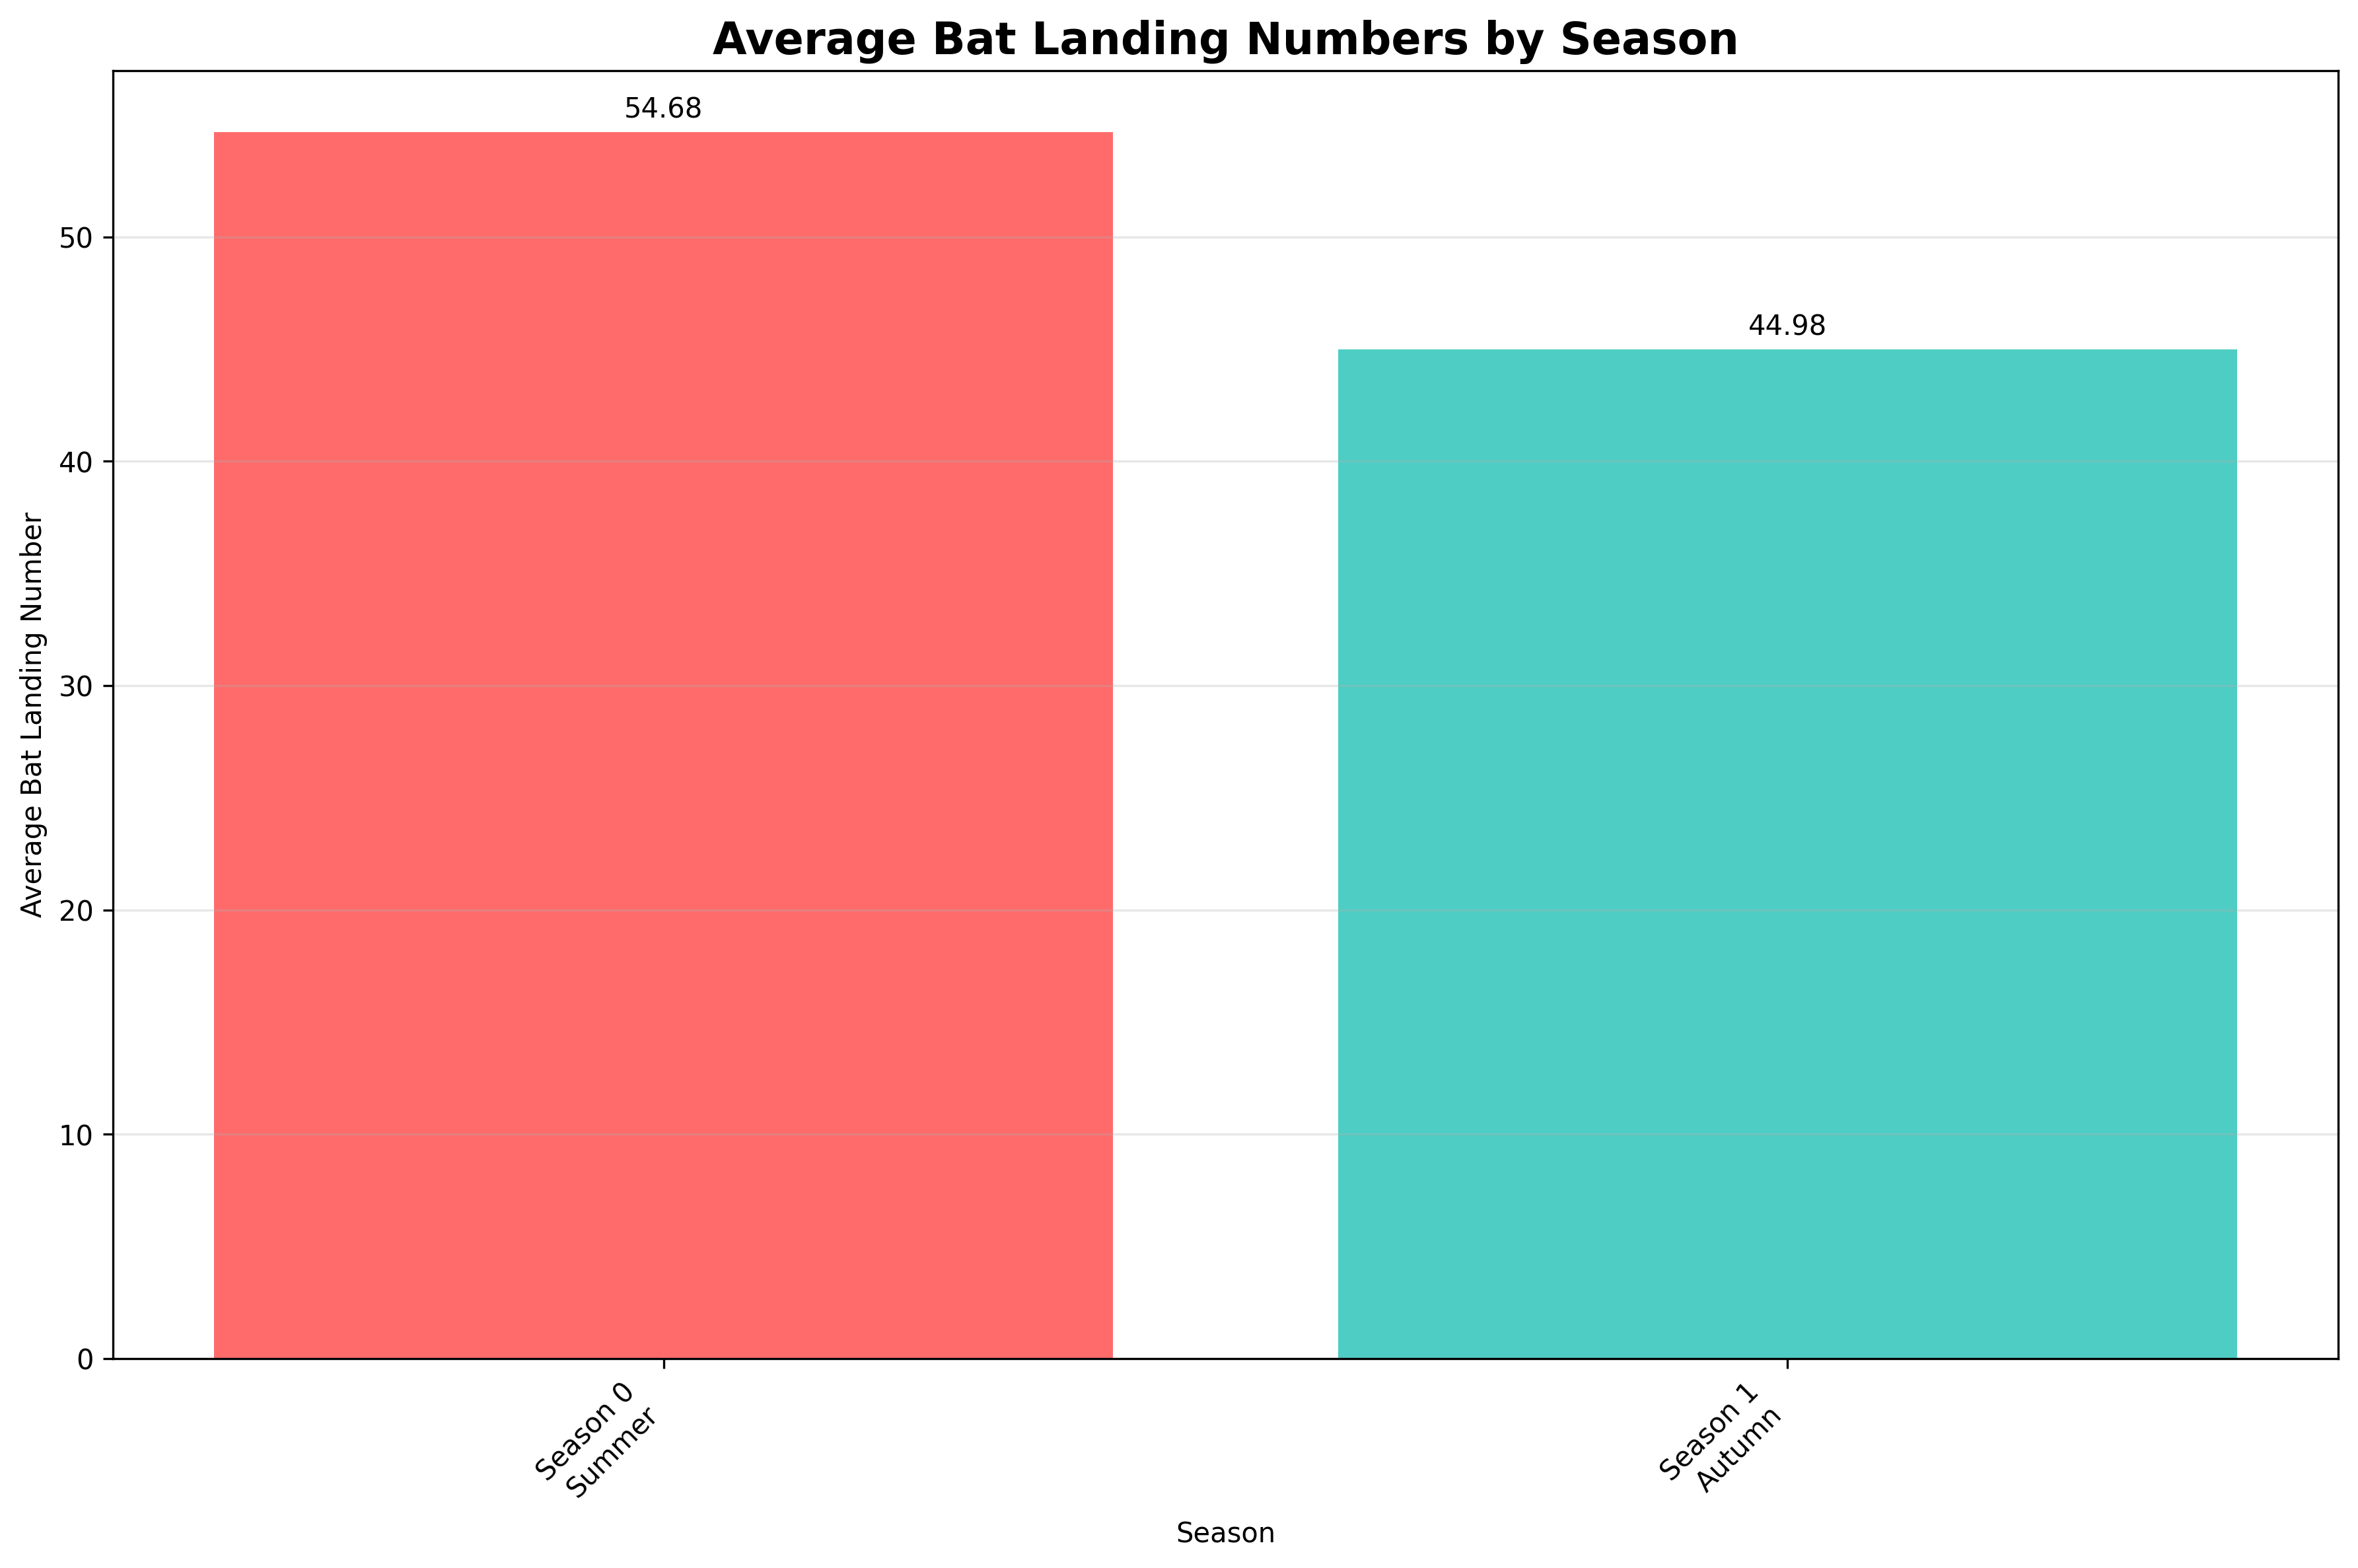 Average Bat Landing Numbers by Season
Average Bat Landing Number
50
40
30
20
10
0
54.68
44.98
Season 0
Summer
Season 1
Autumn
Season